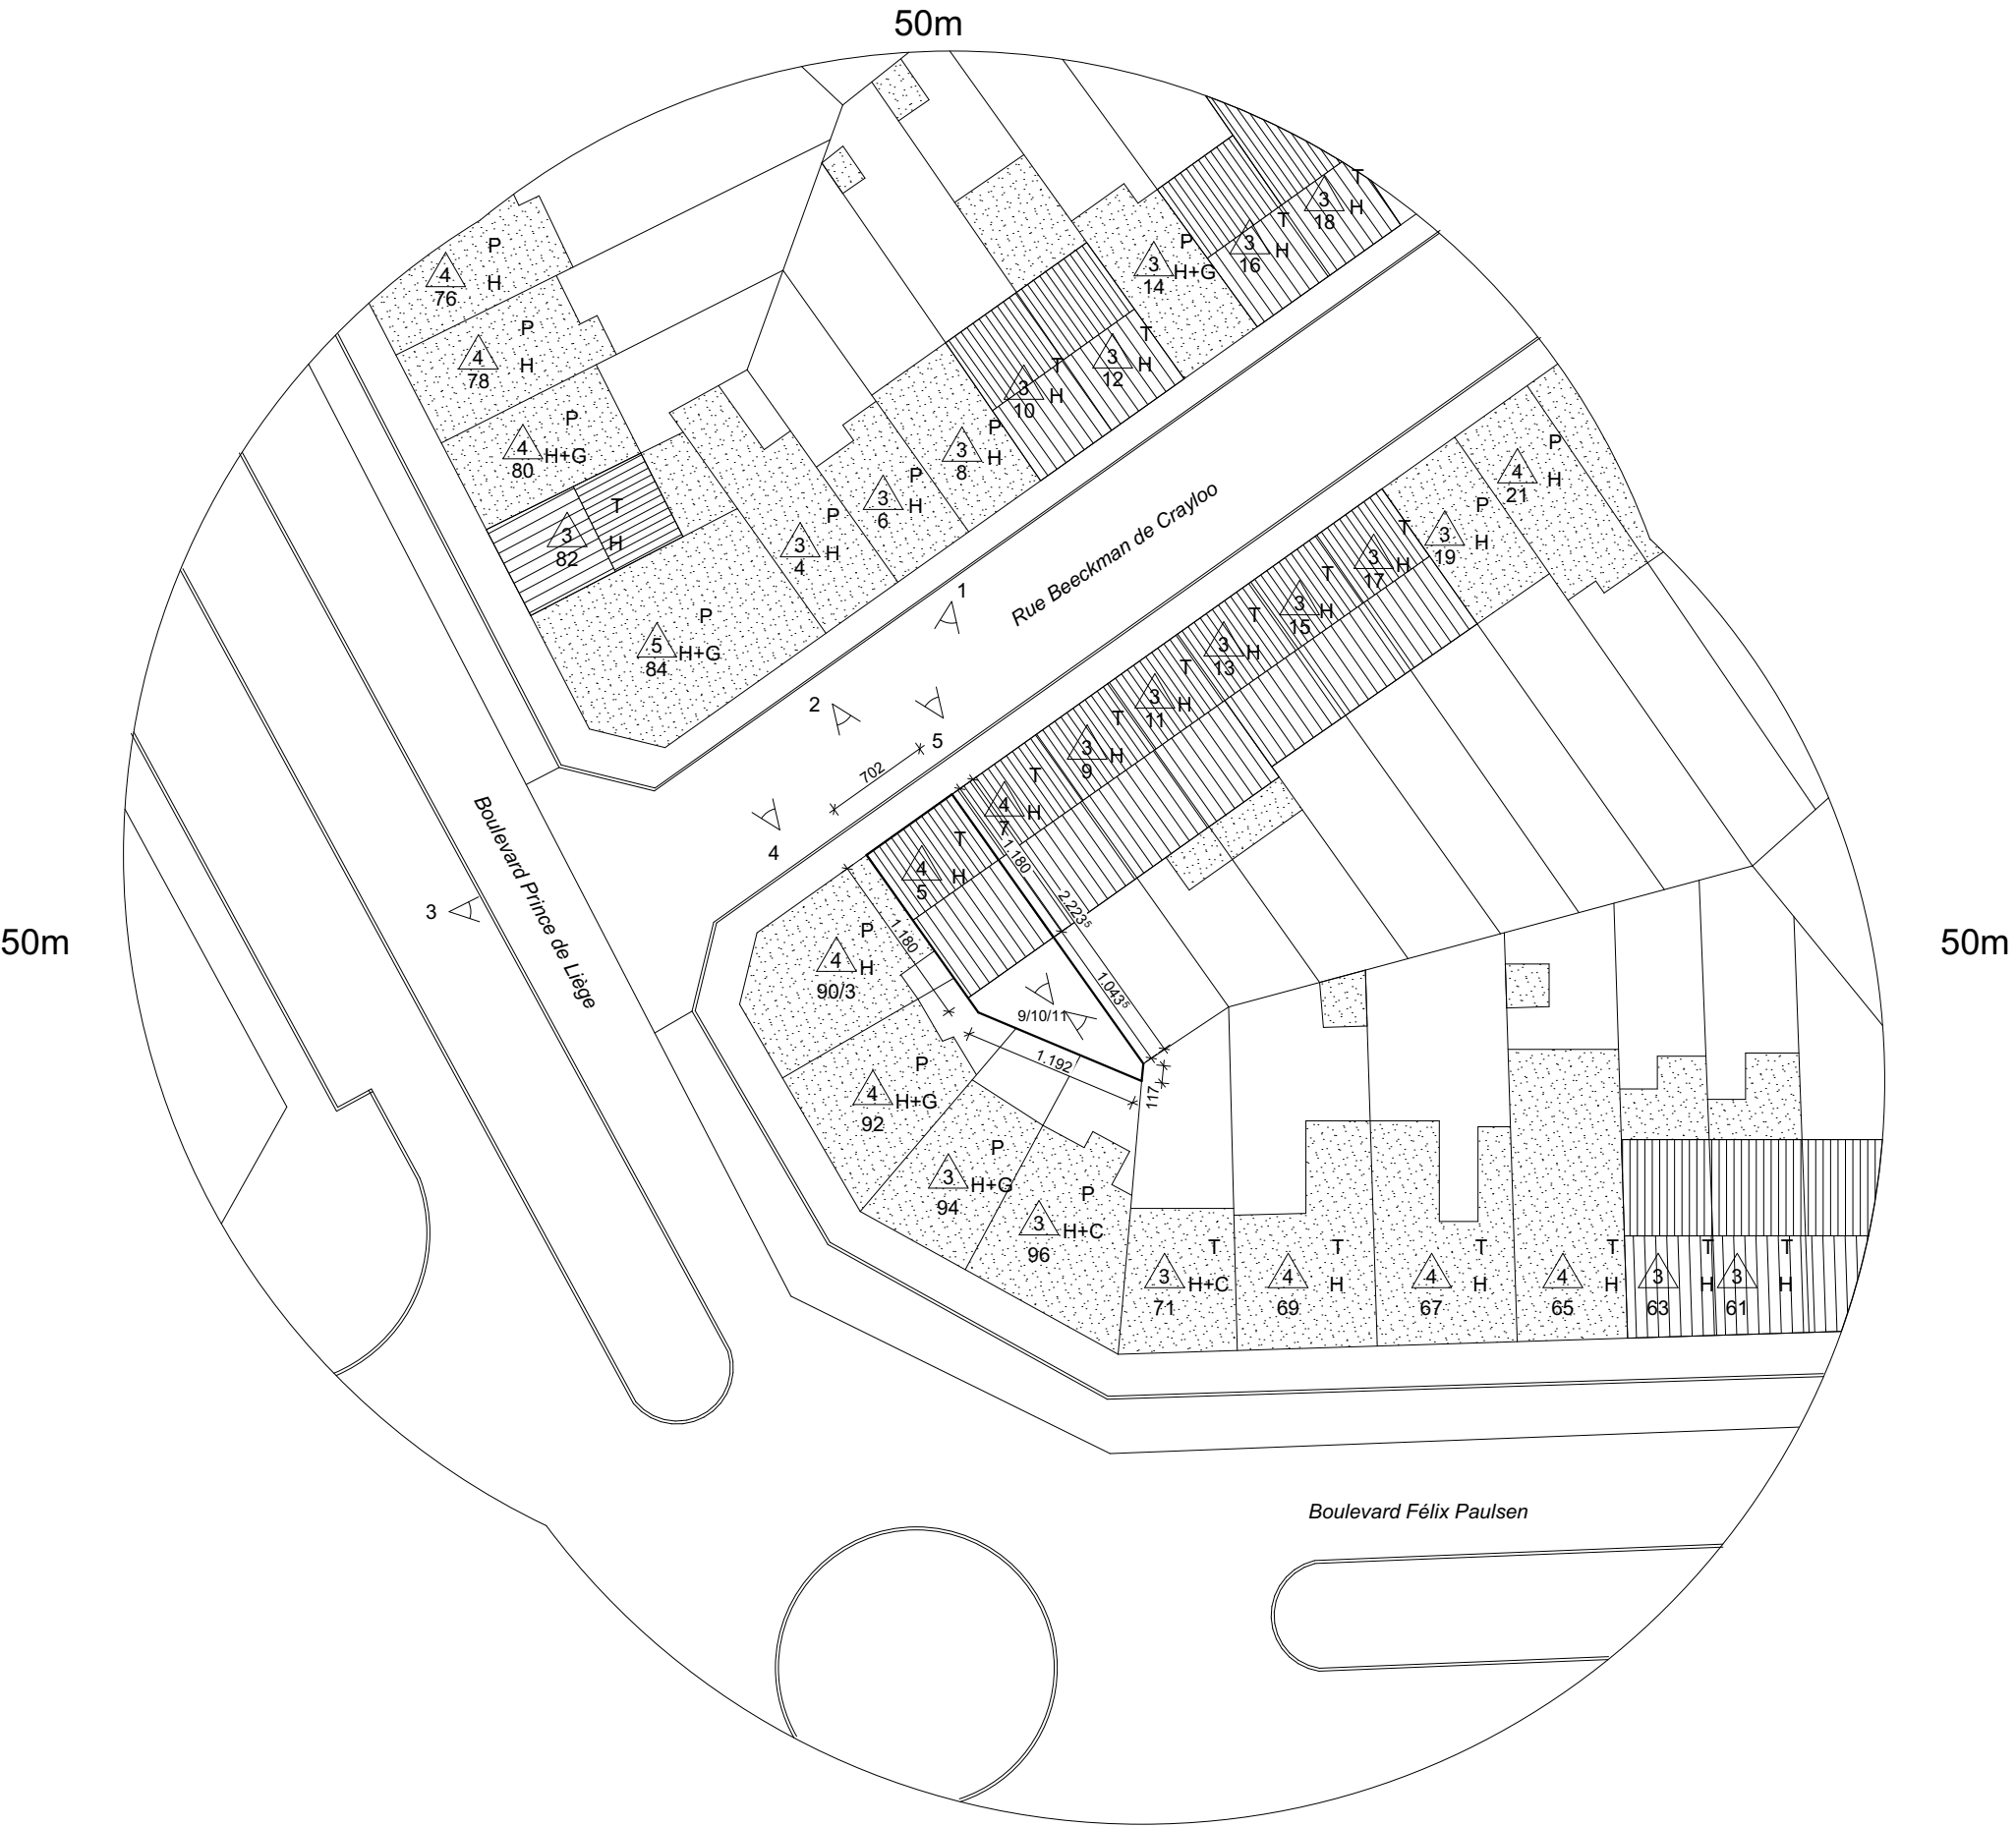 50m
P
4
H
76
P
4
H
78
P
4
H+G
80
T
3
H
82
P
5
H+G
84
P
3
H
4
P
3
H
6
P
3
H
8
T
3
H
10
T
3
H
12
P
3
H+G
14
T
3
H
16
T
3
H
18
Rue Beeckman de Crayloo
1
2
5
702
4
3
Boulevard Prince de Liège
P
4
H
21
P
3
H
19
T
3
H
17
T
3
H
15
T
3
H
13
T
3
H
11
T
3
H
9
T
4
H
7
T
4
H
5
1.180
2.223⁵
1.180
1.043⁵
9/10/11
1.192
117
50m
50m
P
4
H
90/3
P
4
H+G
92
P
3
H+G
94
P
3
H+C
96
T
3
H+C
71
T
4
H
69
T
4
H
67
T
4
H
65
T
3
H
63
T
3
H
61
Boulevard Félix Paulsen